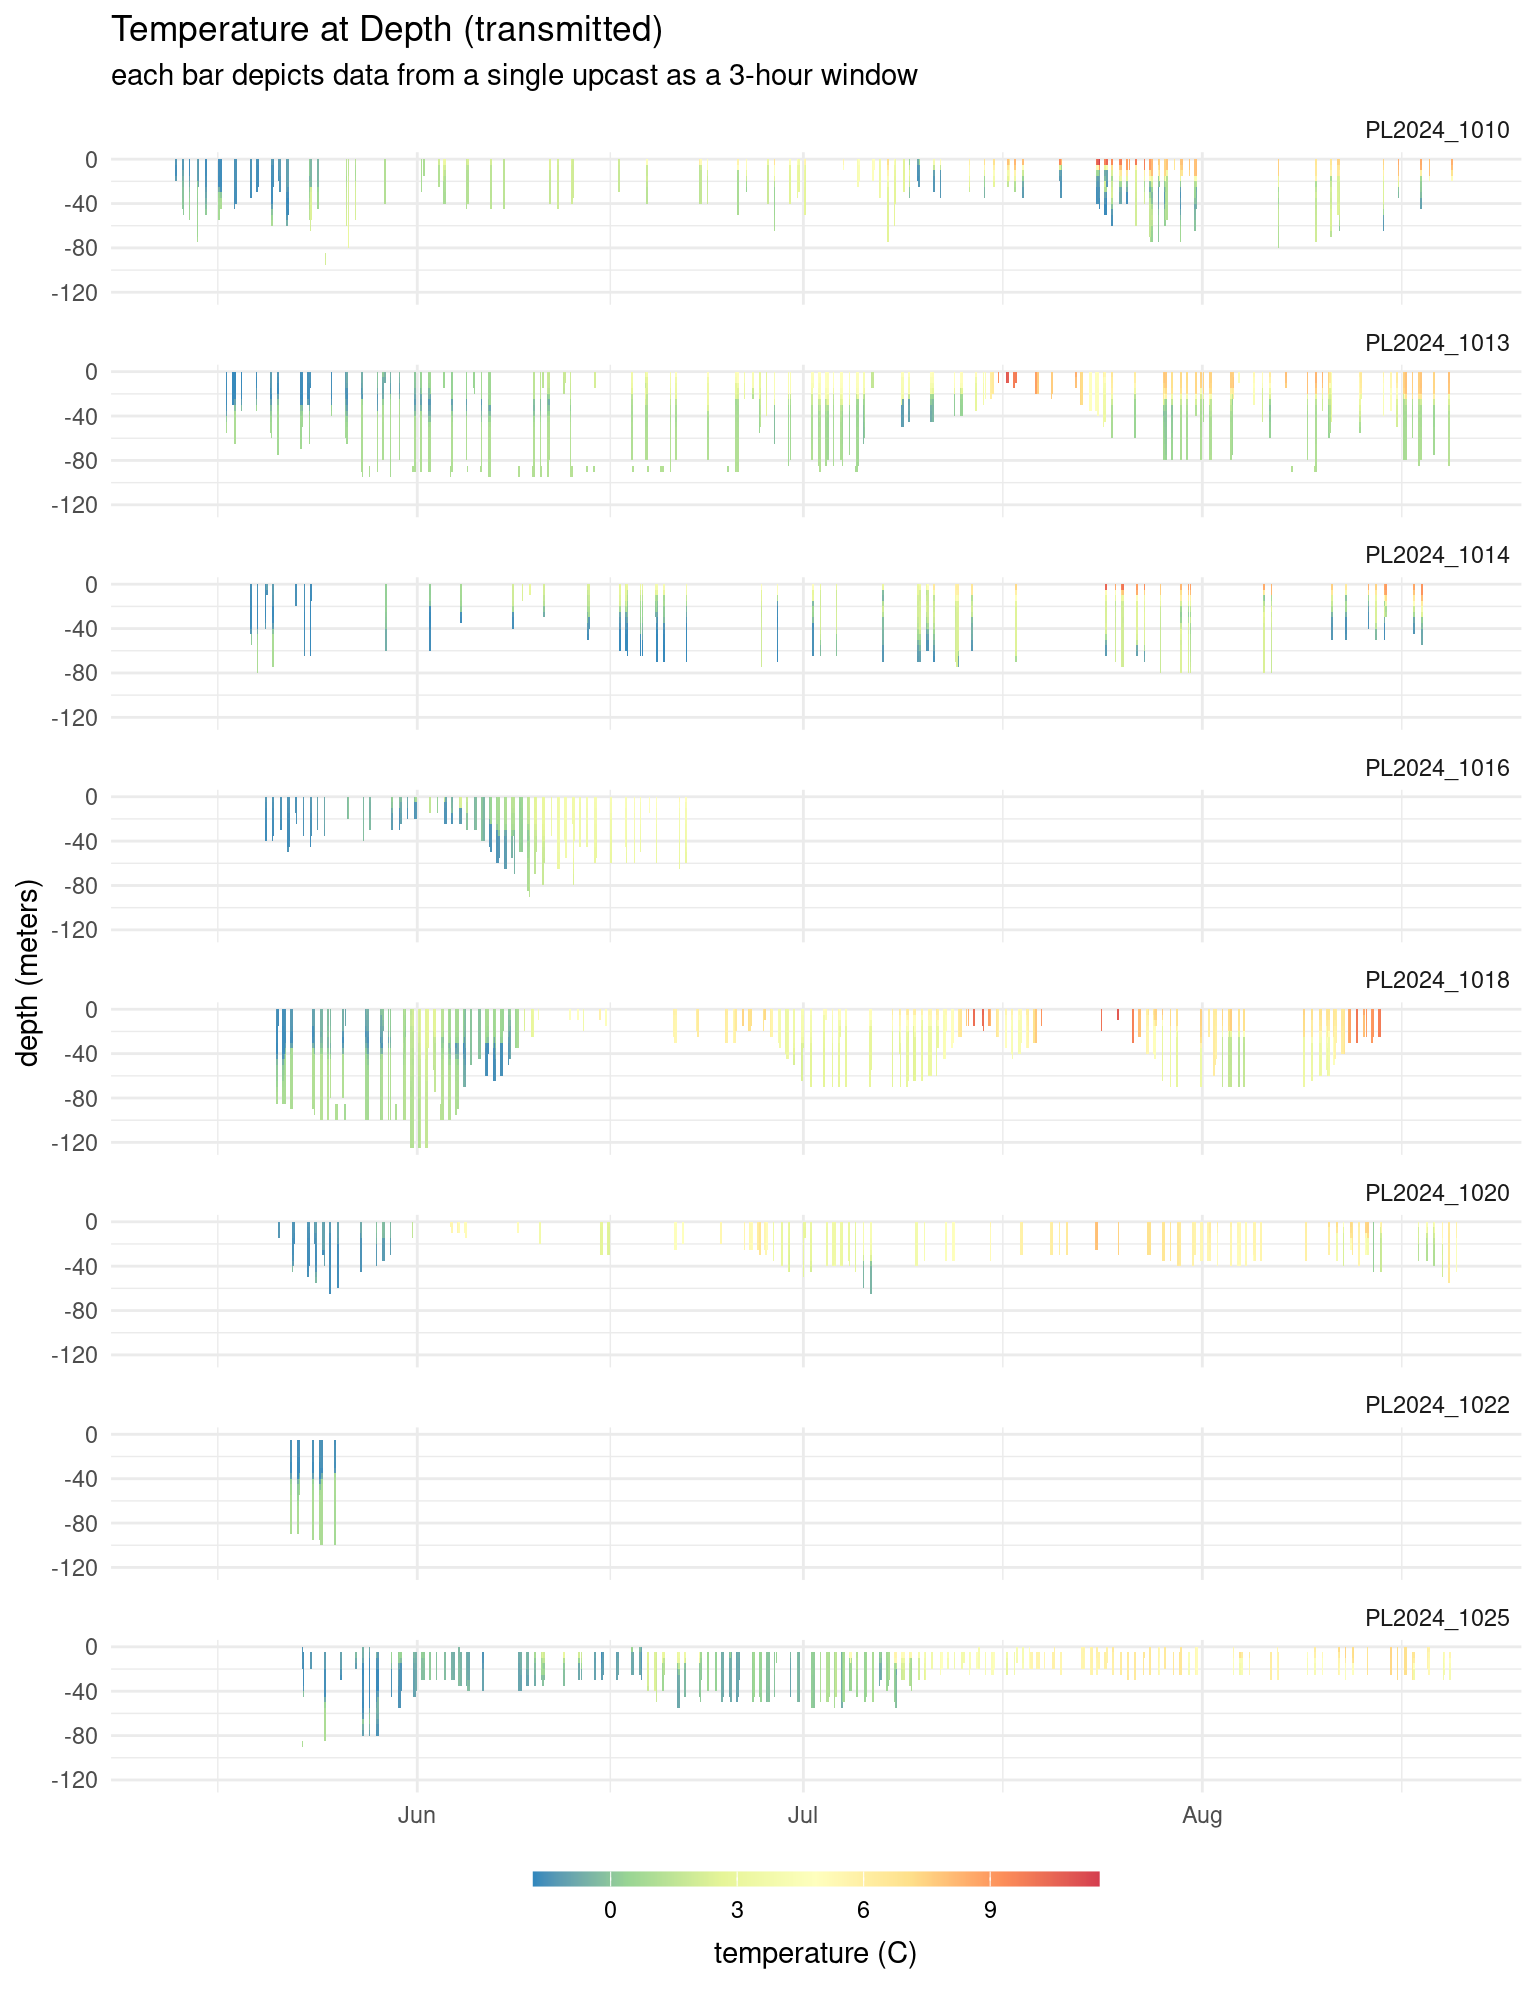 Temperature at Depth (transmitted)
each bar depicts data from a single upcast as a 3-hour window
PL2024_1010
0
-40
-80
-120
PL2024_1013
0
-40
-80
-120
PL2024_1014
0
-40
-80
-120
PL2024_1016
0
-40
-80
-120
depth (meters)
PL2024_1018
0
-40
-80
-120
PL2024_1020
0
-40
-80
-120
PL2024_1022
0
-40
-80
-120
PL2024_1025
0
-40
-80
-120
Jun Jul Aug
0 3 6 9
temperature (C)